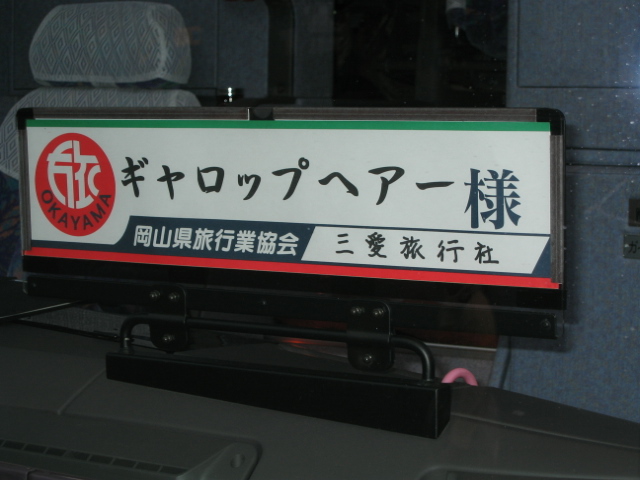 旅
OKAYAMA
ギャロップヘアー様
岡山県旅行業協会
三愛旅行社